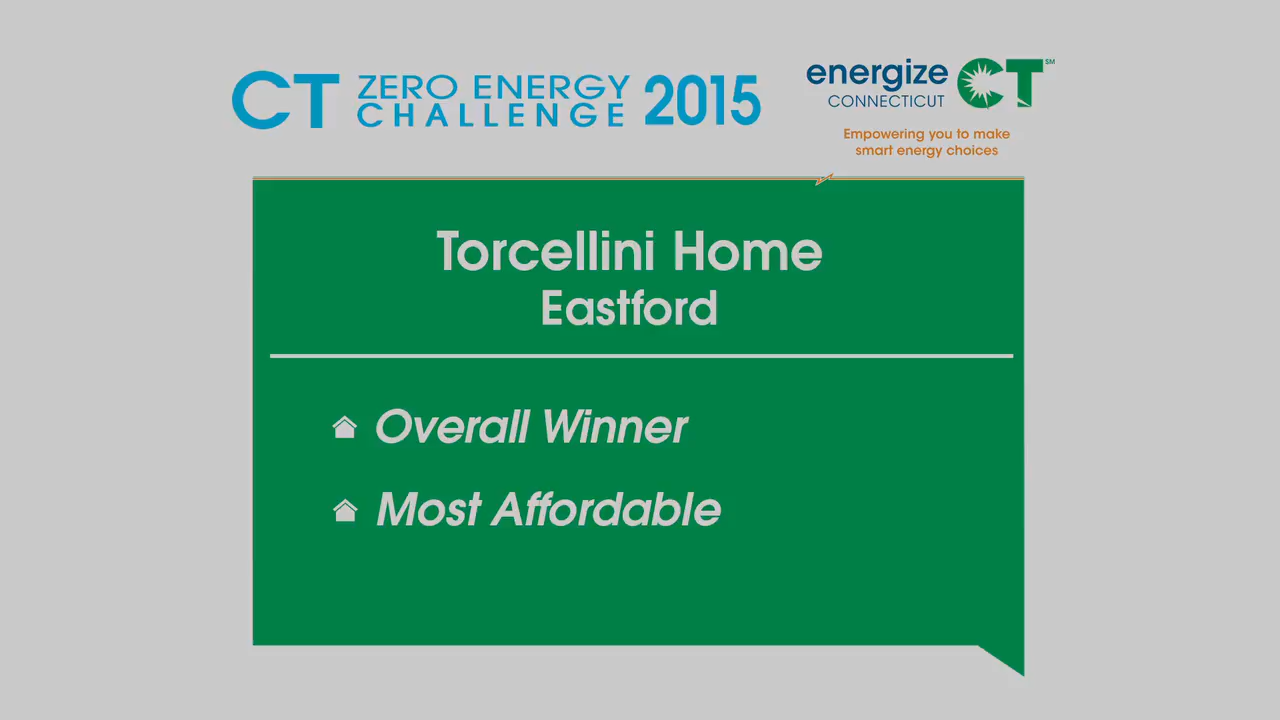 CT ZERO ENERGY CHALLENGE 2015
energize CT SM
CONNECTICUT
Empowering you to make
smart energy choices
Torcellini Home
Eastford
Overall Winner
Most Affordable